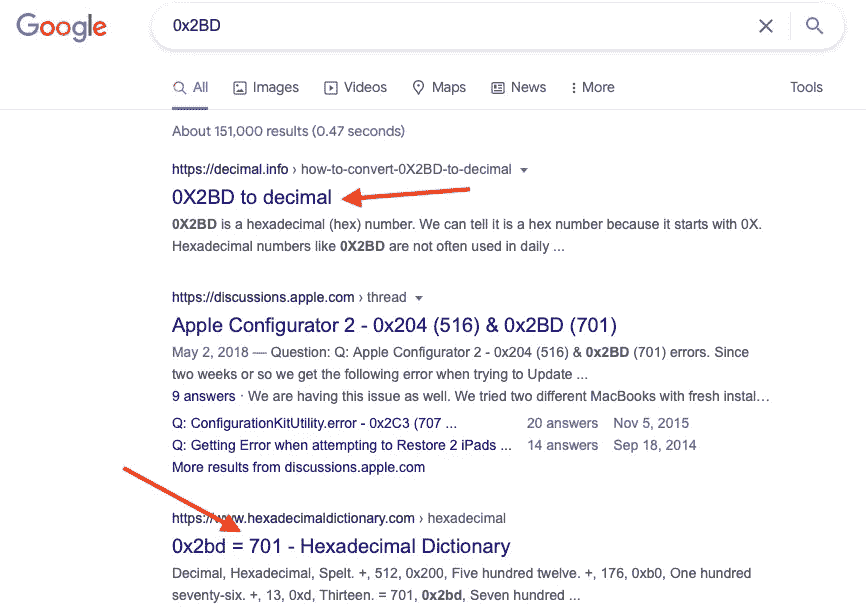 Google 0x2BD
All Images Videos Maps News More Tools
About 151,000 results (0.47 seconds)
https://decimal.info › how-to-convert-0X2BD-to-decimal
0X2BD to decimal
0X2BD is a hexadecimal (hex) number. We can tell it is a hex number because it starts with 0X.
Hexadecimal numbers like 0X2BD are not often used in daily ...
https://discussions.apple.com › thread
Apple Configurator 2 - 0x204 (516) & 0x2BD (701)
May 2, 2018 — Question: Q: Apple Configurator 2 - 0x204 (516) & 0x2BD (701) errors. Since
two weeks or so we get the following error when trying to Update ...
9 answers · We are having this issue as well. We tried two different MacBooks with fresh instal...
Q: ConfigurationKitUtility.error - 0x2C3 (707 ... 20 answers Nov 5, 2015
Q: Getting Error when attempting to Restore 2 iPads ... 14 answers Sep 18, 2014
More results from discussions.apple.com
https://www.hexadecimaldictionary.com › hexadecimal
0x2bd = 701 - Hexadecimal Dictionary
Decimal, Hexadecimal, Spelt. +, 512, 0x200, Five hundred twelve. +, 176, 0xb0, One hundred
seventy-six. +, 13, 0xd, Thirteen. = 701, 0x2bd, Seven hundred ...